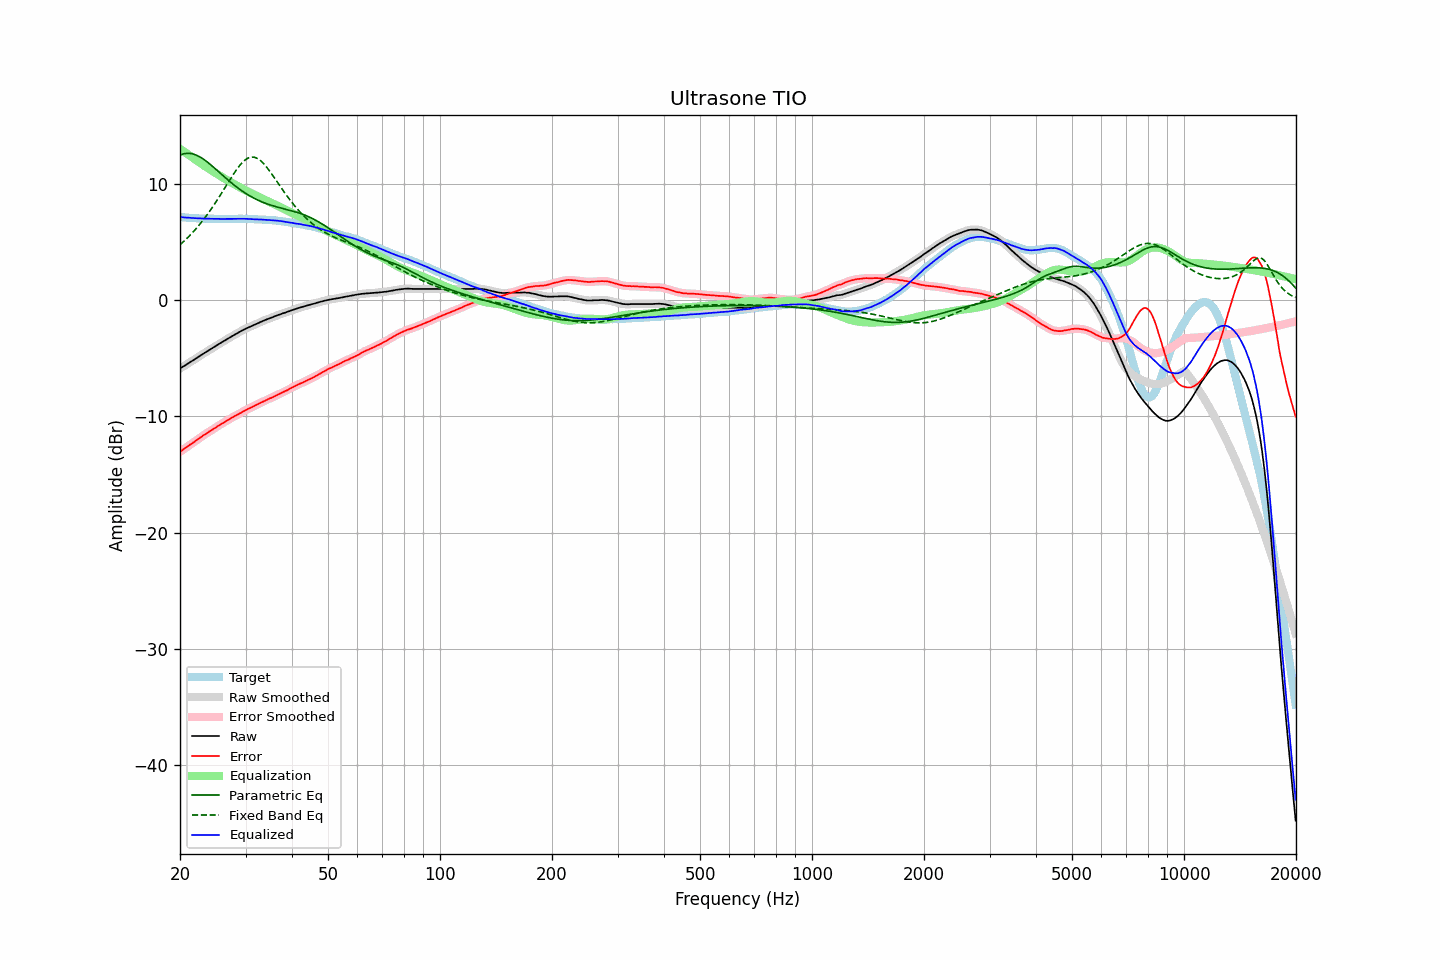 Ultrasone TIO
10
0
−10
−20
−30
−40
Amplitude (dBr)
Target
Raw Smoothed
Error Smoothed
Raw
Error
Equalization
Parametric Eq
Fixed Band Eq
Equalized
20 50 100 200 500 1000 2000 5000 10000 20000
Frequency (Hz)